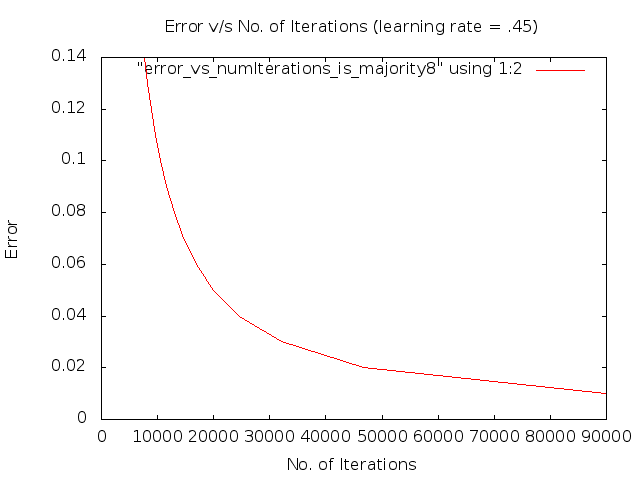 Error v/s No. of Iterations (learning rate = .45)
"error_vs_numIterations_is_majority8" using 1:2
0.14
0.12
0.1
0.08
0.06
0.04
0.02
0
Error
0 10000 20000 30000 40000 50000 60000 70000 80000 90000
No. of Iterations